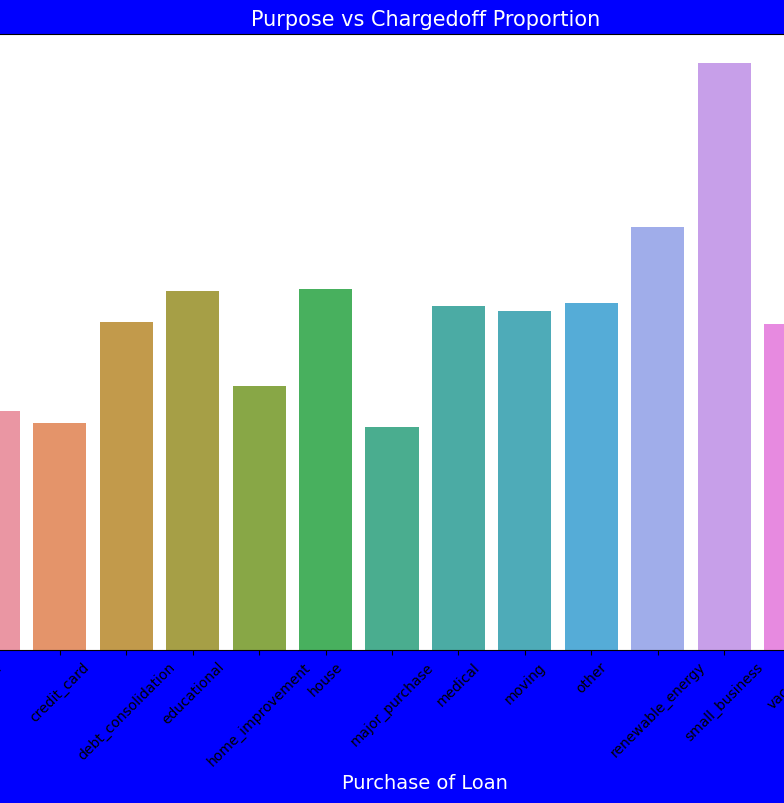 Purpose vs Chargedoff Proportion
credit_card
debt_consolidation
educational
home_improvement
house
major_purchase
medical
moving
other
renewable_energy
small_business
Purchase of Loan